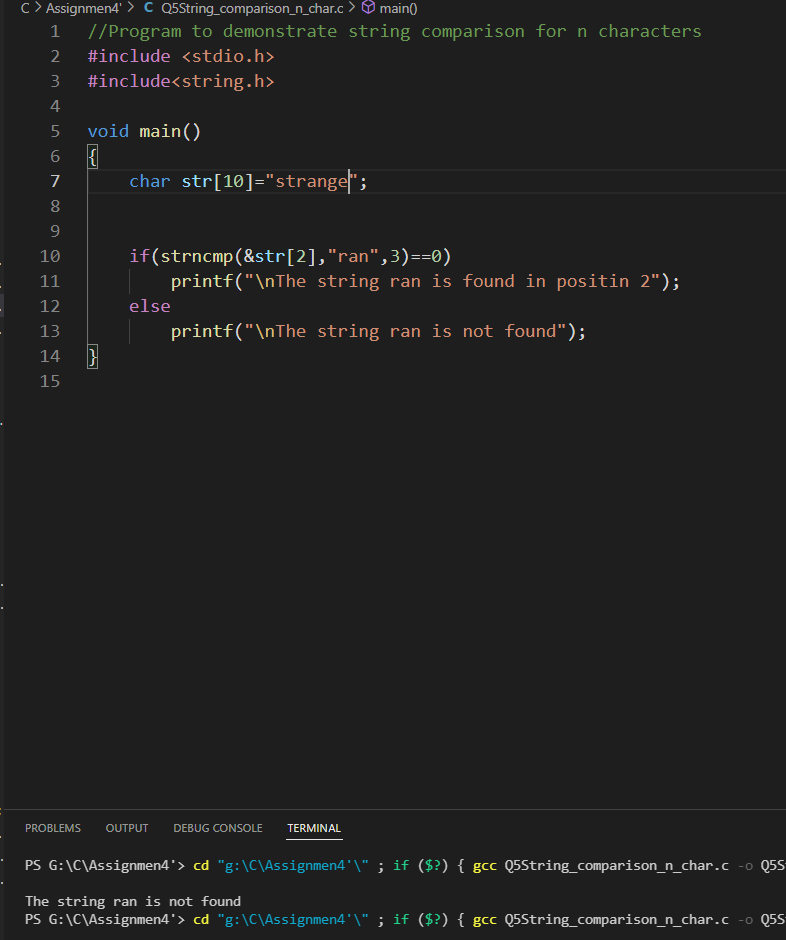 C > Assignmen4' > C Q5String_comparison_n_char.c > main()
1 //Program to demonstrate string comparison for n characters
2 #include <stdio.h>
3 #include<string.h>
4
5 void main()
6 {
7 char str[10]="strange";
8
9
10 if(strncmp(&str[2],"ran",3)==0)
11 printf("\nThe string ran is found in positin 2");
12 else
13 printf("\nThe string ran is not found");
14 }
15
PROBLEMS OUTPUT DEBUG CONSOLE TERMINAL
PS G:\C\Assignmen4'> cd "g:\C\Assignmen4'\" ; if ($?) { gcc Q5String_comparison_n_char.c -o Q5S
The string ran is not found
PS G:\C\Assignmen4'> cd "g:\C\Assignmen4'\" ; if ($?) { gcc Q5String_comparison_n_char.c -o Q5S